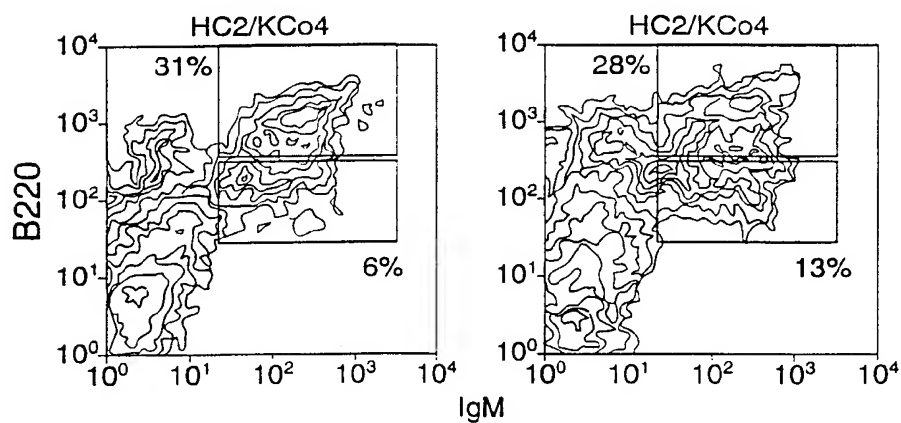 HC2/KCo4 HC2/KCo4
10⁴ 10⁴
31% 28%
10³ 10³
B220
10² 10²
10¹ 6% 10¹ 13%
10⁰ 10⁰
10⁰ 10¹ 10² 10³ 10⁴ 10⁰ 10¹ 10² 10³ 10⁴
IgM